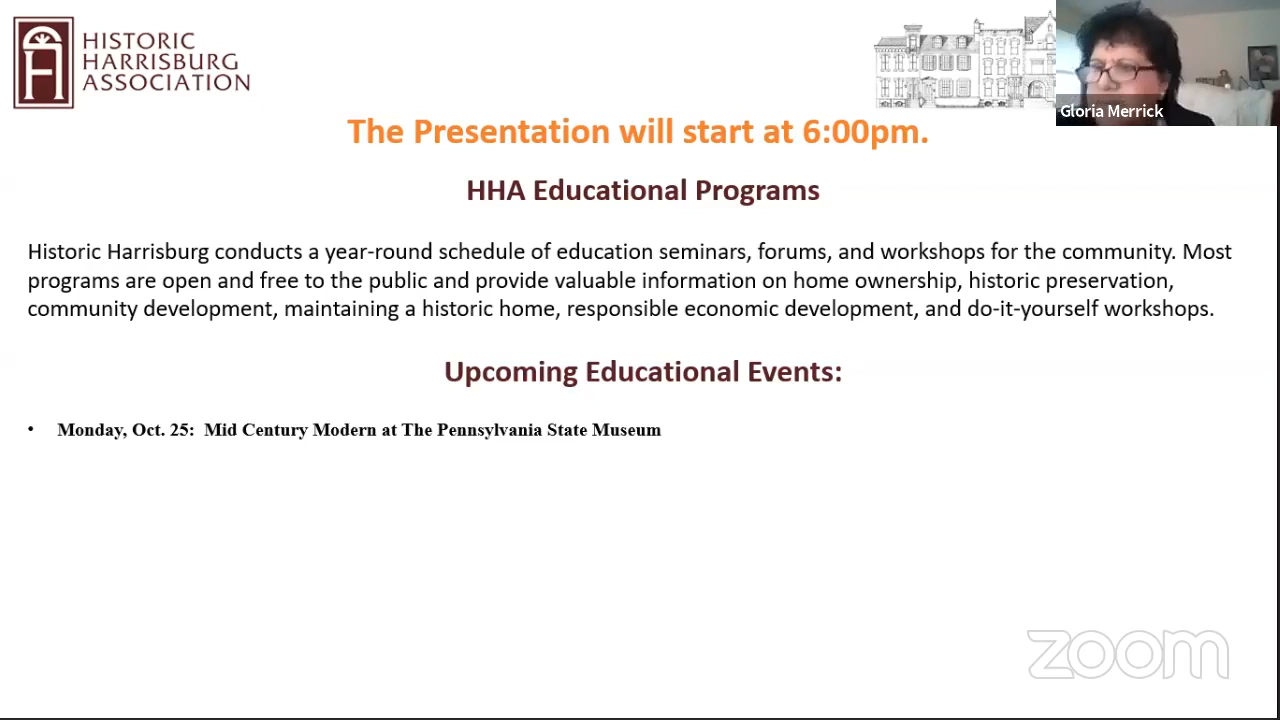 HISTORIC
HARRISBURG
ASSOCIATION
Gloria Merrick
The Presentation will start at 6:00pm.
HHA Educational Programs
Historic Harrisburg conducts a year-round schedule of education seminars, forums, and workshops for the community. Most
programs are open and free to the public and provide valuable information on home ownership, historic preservation,
community development, maintaining a historic home, responsible economic development, and do-it-yourself workshops.
Upcoming Educational Events:
• Monday, Oct. 25: Mid Century Modern at The Pennsylvania State Museum
zoom